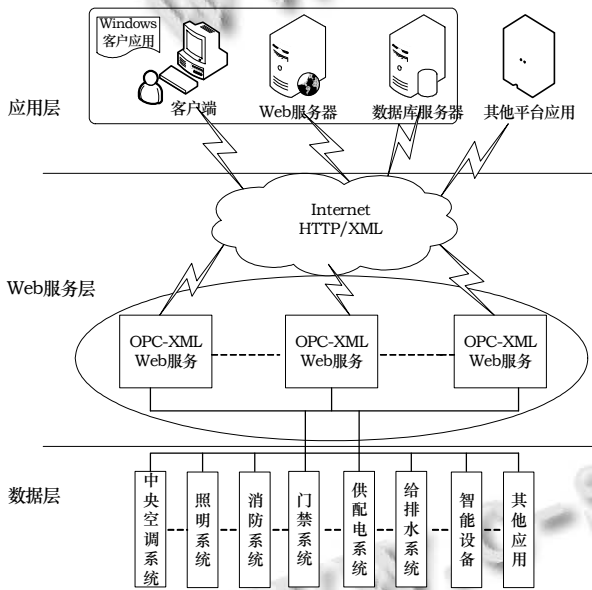 Windows
客户应用
客户端
Web服务器
数据库服务器
其他平台应用
应用层
Internet
HTTP/XML
Web服务层
OPC-XML
Web服务
OPC-XML
Web服务
OPC-XML
Web服务
数据层
中央空调系统
照明系统
消防系统
门禁系统
供配电系统
给排水系统
智能设备
其他应用